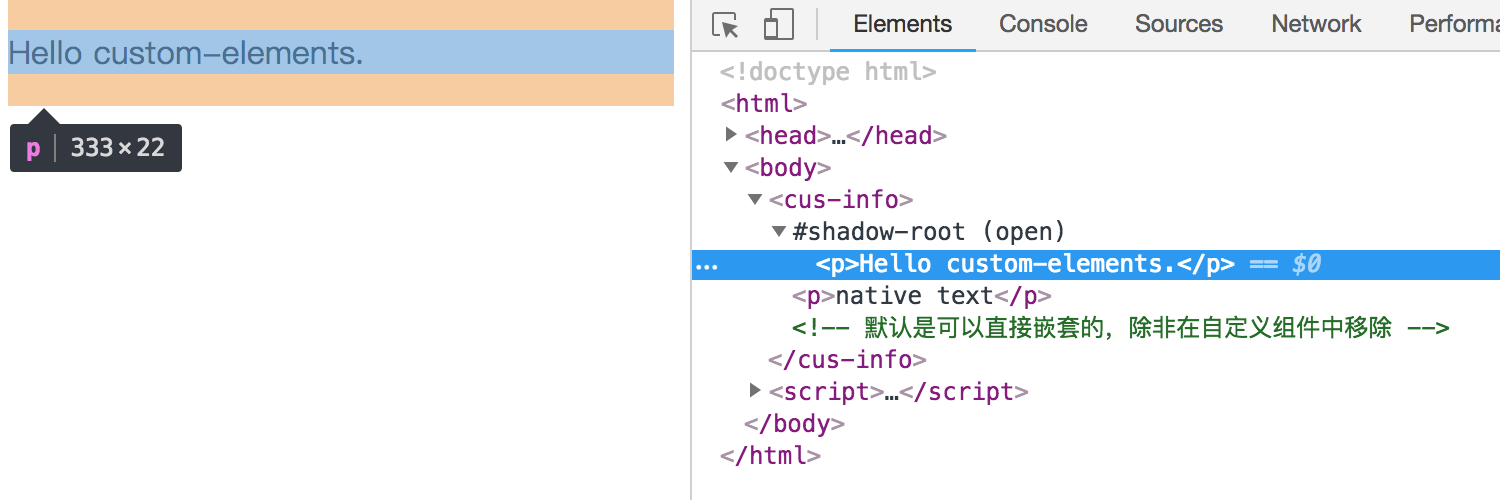 Hello custom-elements.
p 333×22
Elements Console Sources Network Performa
<!doctype html>
<html>
<head>…</head>
<body>
<cus-info>
#shadow-root (open)
… <p>Hello custom-elements.</p> == $0
<p>native text</p>
<!-- 默认是可以直接嵌套的，除非在自定义组件中移除 -->
</cus-info>
<script>…</script>
</body>
</html>